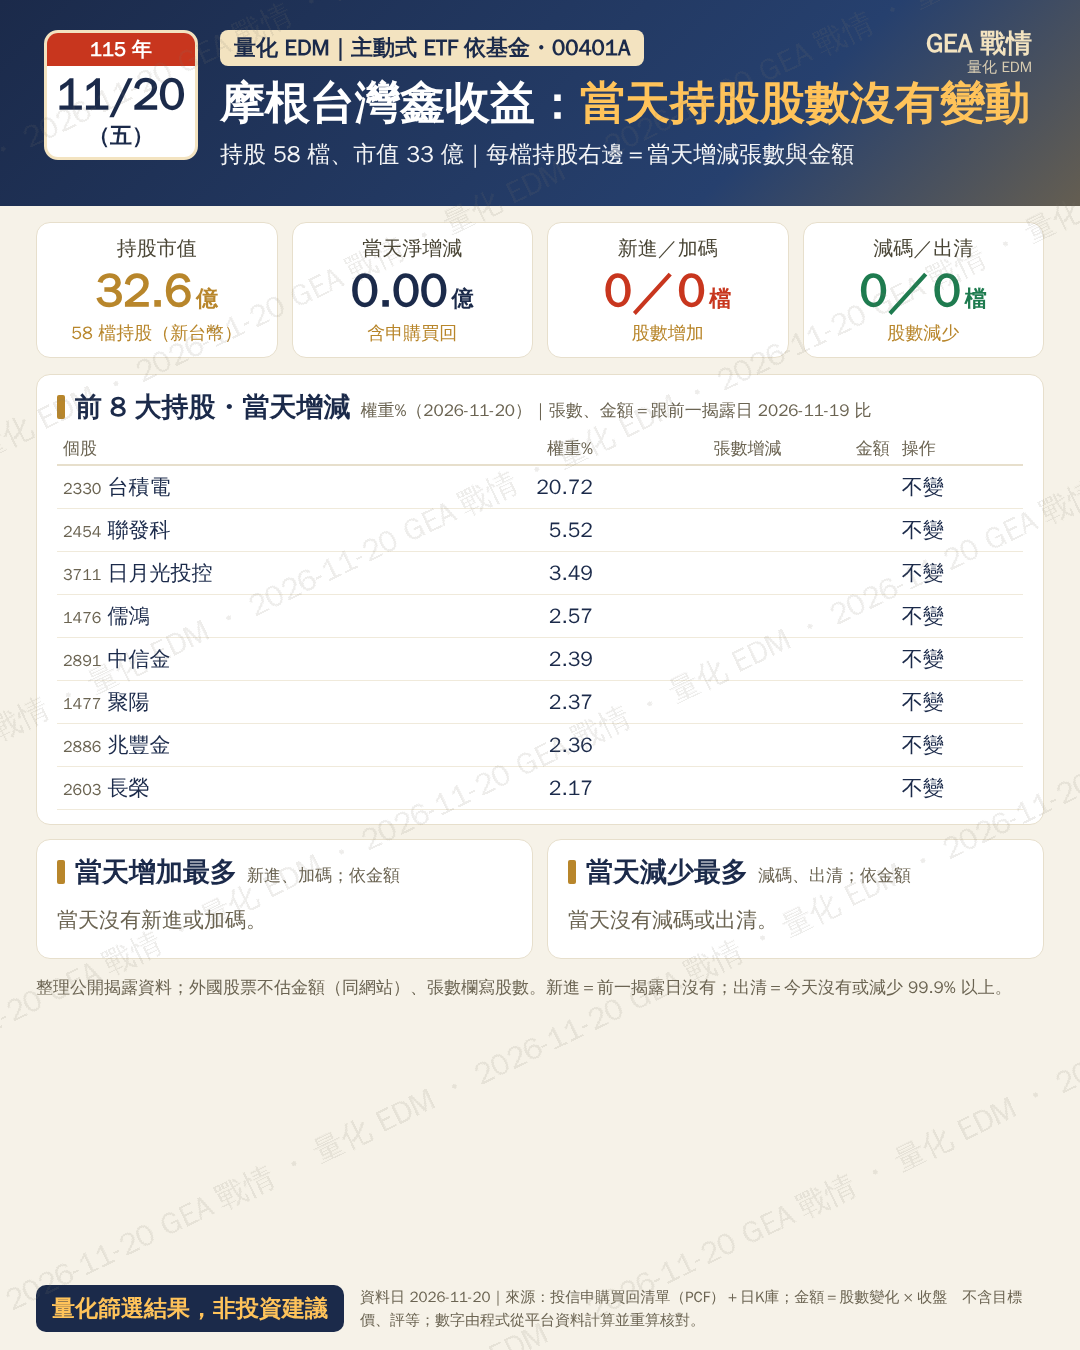 115 年
11/20
（五）
量化 EDM｜主動式 ETF 依基金・00401A
GEA 戰情
量化 EDM
摩根台灣鑫收益：當天持股股數沒有變動
持股 58 檔、市值 33 億｜每檔持股右邊＝當天增減張數與金額
持股市值
32.6 億
58 檔持股（新台幣）
當天淨增減
0.00 億
含申購買回
新進／加碼
0／0 檔
股數增加
減碼／出清
0／0 檔
股數減少
前 8 大持股・當天增減 權重%（2026-11-20）｜張數、金額＝跟前一揭露日 2026-11-19 比
個股 權重% 張數增減 金額 操作
2330 台積電 20.72 不變
2454 聯發科 5.52 不變
3711 日月光投控 3.49 不變
1476 儒鴻 2.57 不變
2891 中信金 2.39 不變
1477 聚陽 2.37 不變
2886 兆豐金 2.36 不變
2603 長榮 2.17 不變
當天增加最多 新進、加碼；依金額
當天沒有新進或加碼。
當天減少最多 減碼、出清；依金額
當天沒有減碼或出清。
整理公開揭露資料；外國股票不估金額（同網站）、張數欄寫股數。新進＝前一揭露日沒有；出清＝今天沒有或減少 99.9% 以上。
量化篩選結果，非投資建議
資料日 2026-11-20｜來源：投信申購買回清單（PCF）＋日K庫；金額＝股數變化 × 收盤　不含目標
價、評等；數字由程式從平台資料計算並重算核對。